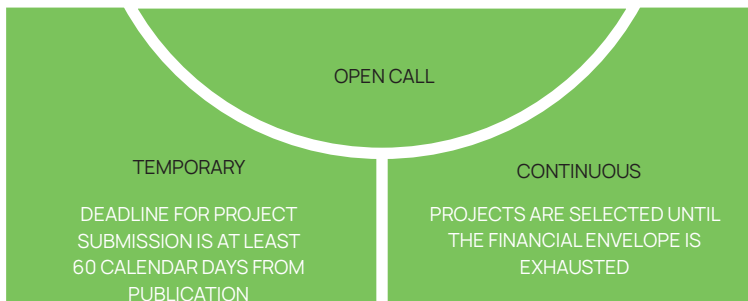 OPEN CALL
TEMPORARY
DEADLINE FOR PROJECT
SUBMISSION IS AT LEAST
60 CALENDAR DAYS FROM
PUBLICATION
CONTINUOUS
PROJECTS ARE SELECTED UNTIL
THE FINANCIAL ENVELOPE IS
EXHAUSTED